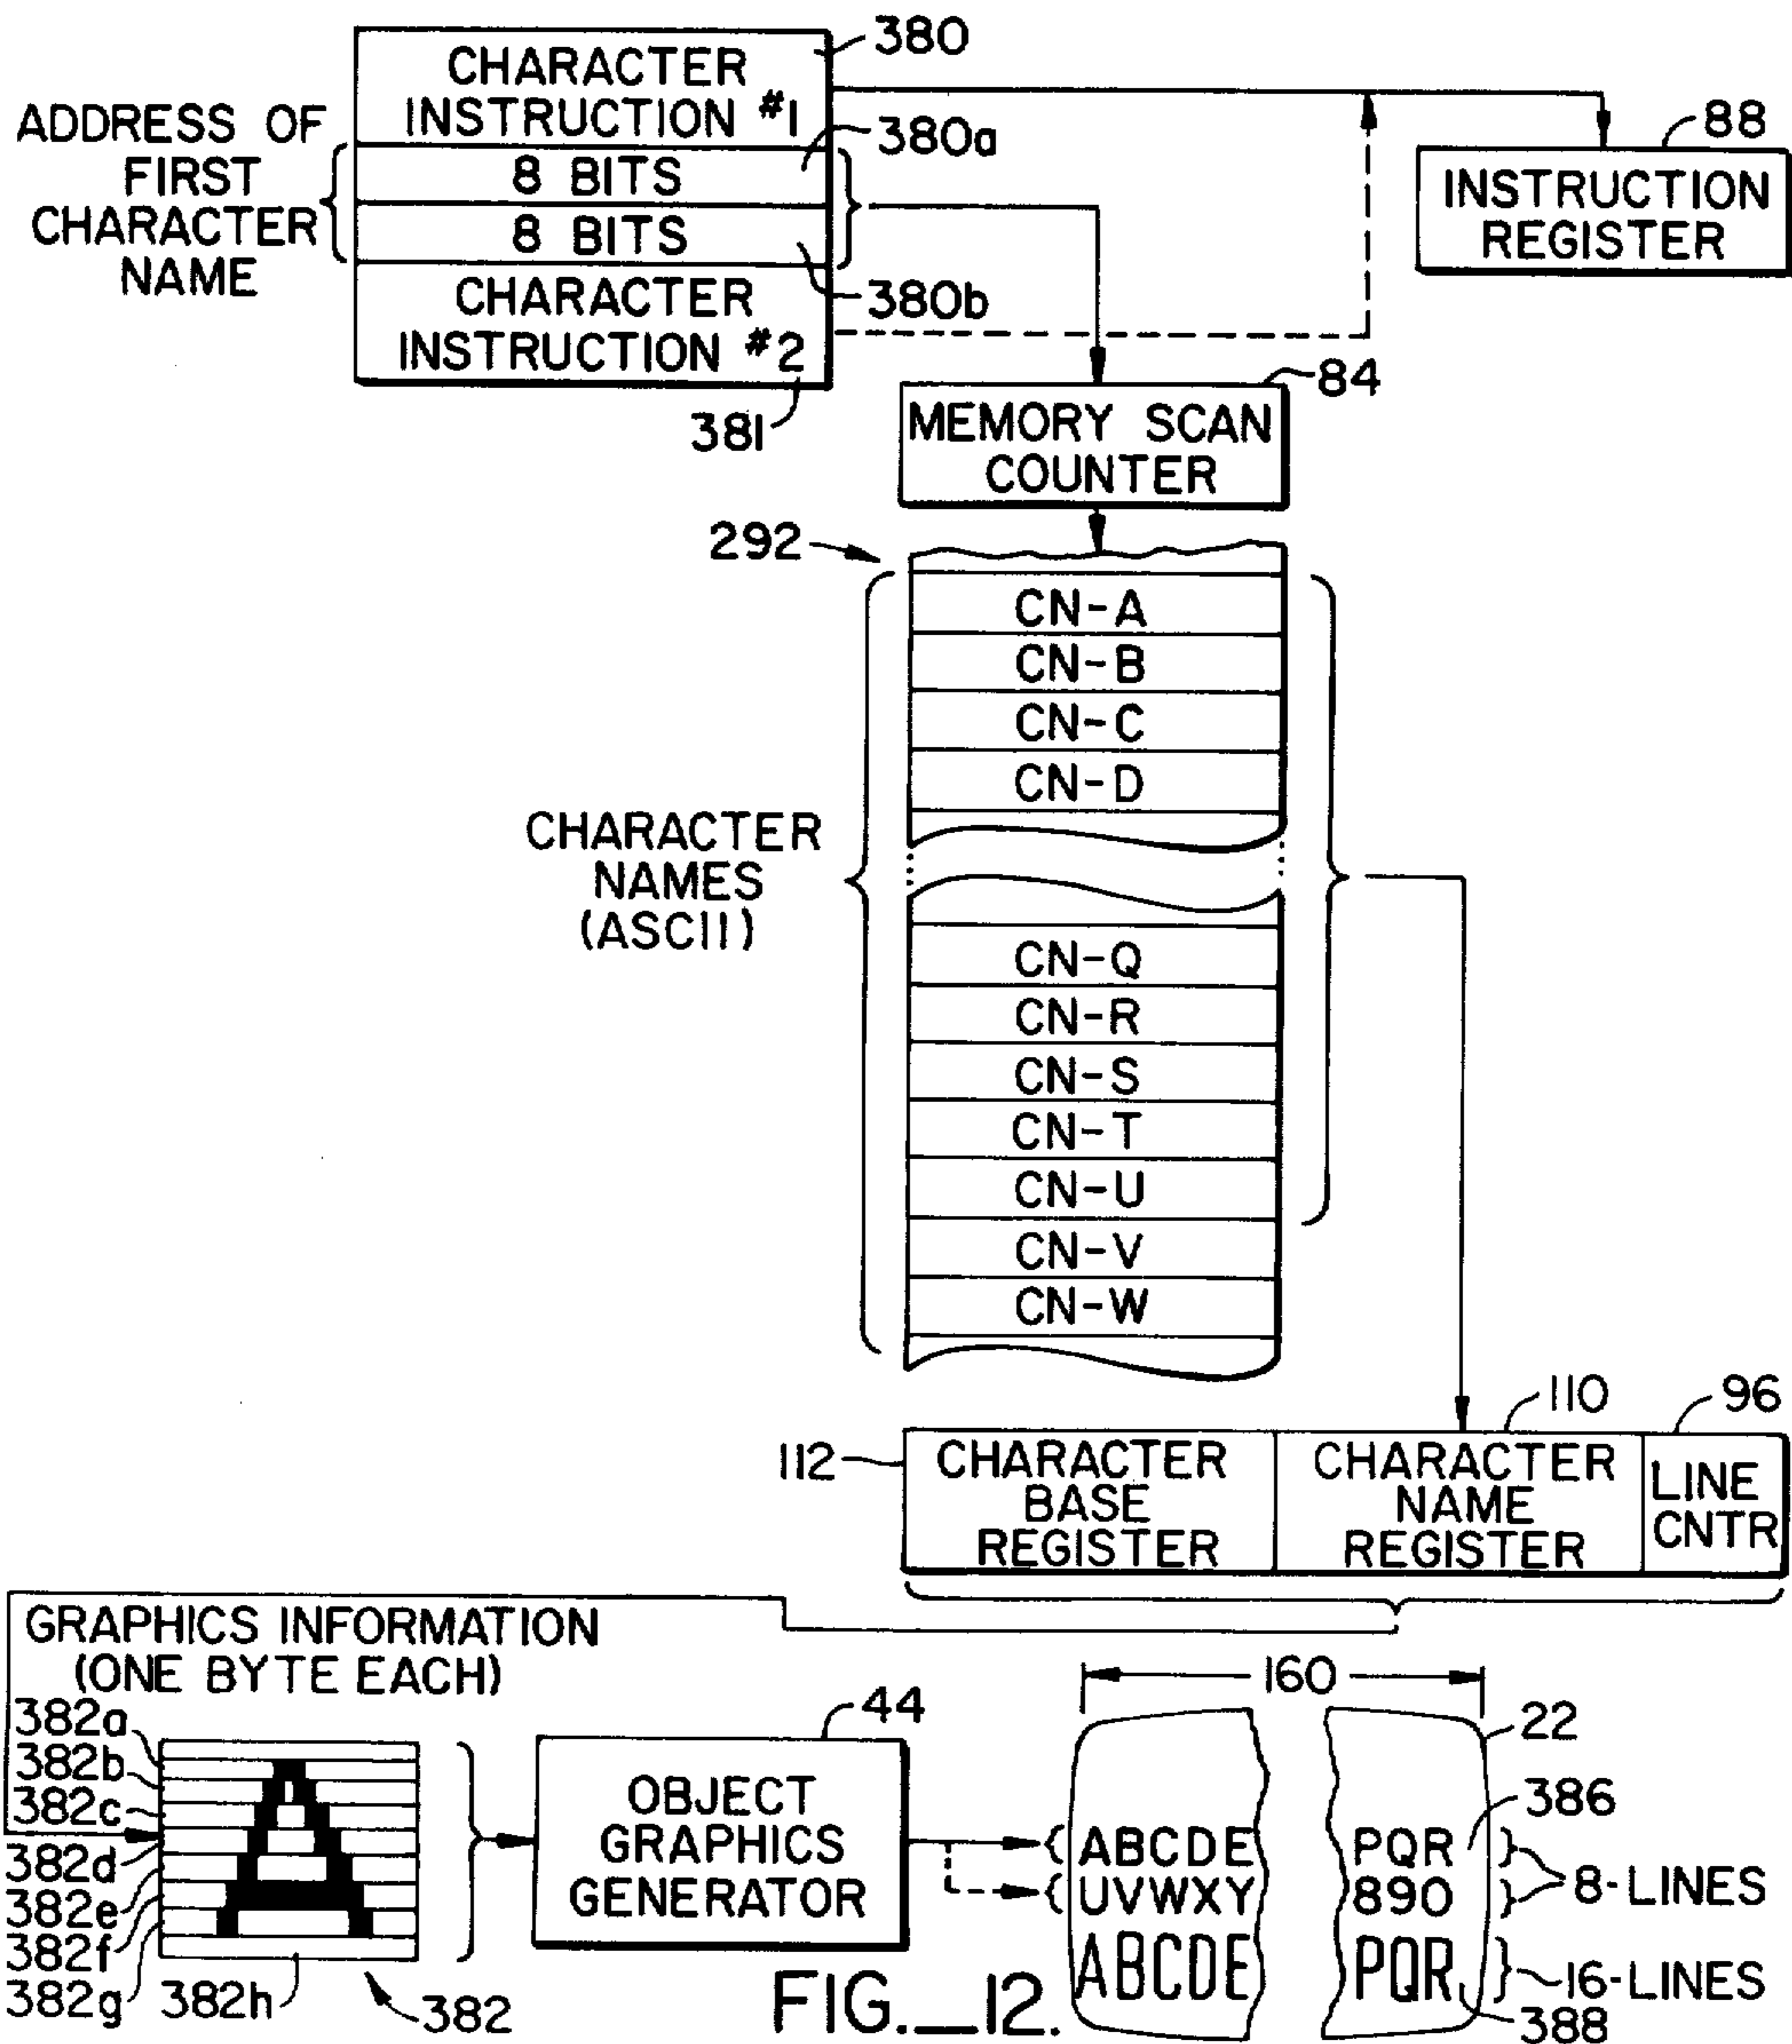 380
CHARACTER
INSTRUCTION #1
ADDRESS OF
FIRST
CHARACTER
NAME
380a
8 BITS
8 BITS
380b
CHARACTER
INSTRUCTION #2
381
88
INSTRUCTION
REGISTER
84
MEMORY SCAN
COUNTER
292
CN-A
CN-B
CN-C
CN-D
CHARACTER
NAMES
(ASCII)
CN-Q
CN-R
CN-S
CN-T
CN-U
CN-V
CN-W
112
CHARACTER
BASE
REGISTER
110
CHARACTER
NAME
REGISTER
96
LINE
CNTR
GRAPHICS INFORMATION
(ONE BYTE EACH)
382a
382b
382c
382d
382e
382f
382g
382h
382
44
OBJECT
GRAPHICS
GENERATOR
160
22
386
ABCDE PQR
UVWXY 890
8-LINES
ABCDE PQR
16-LINES
388
FIG._12.